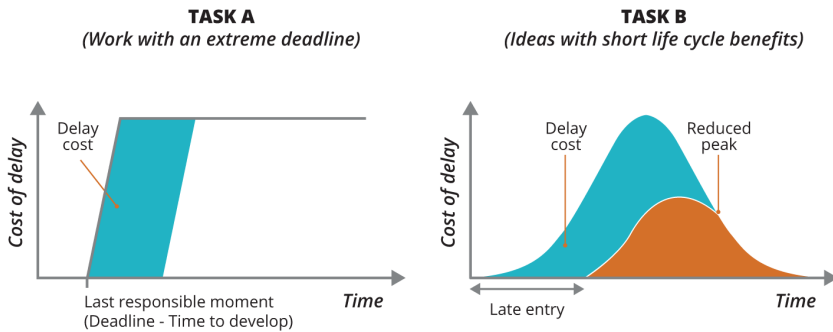 TASK A
(Work with an extreme deadline)
Cost of delay
Delay
cost
Last responsible moment
(Deadline - Time to develop)
Time
TASK B
(Ideas with short life cycle benefits)
Cost of delay
Delay
cost
Reduced
peak
Late entry
Time